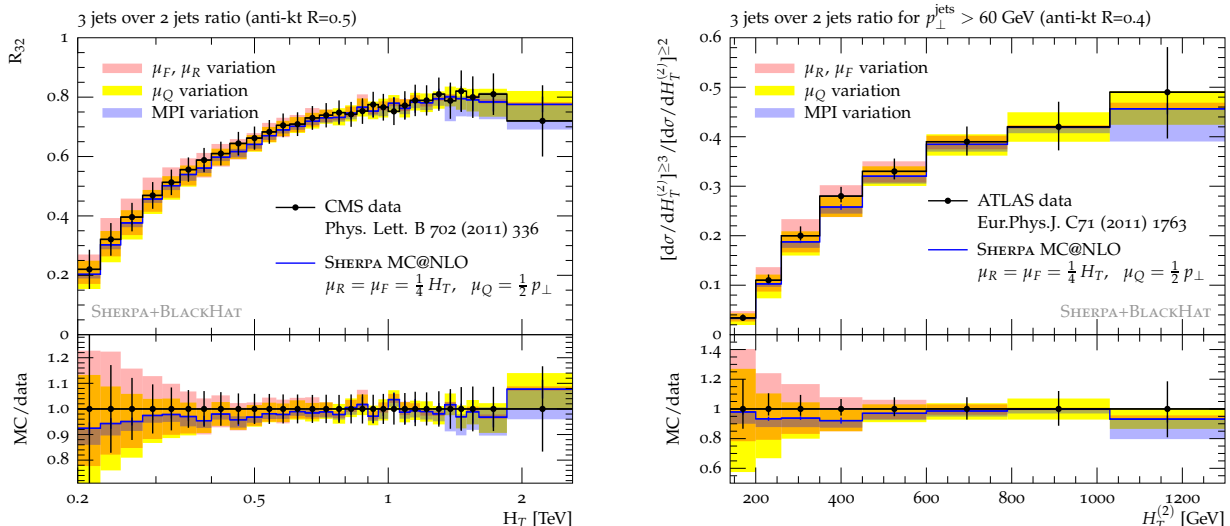 3 jets over 2 jets ratio (anti-kt R=0.5)
R₃₂
1
0.8
0.6
0.4
0.2
0
μF, μR variation
μQ variation
MPI variation
CMS data
Phys. Lett. B 702 (2011) 336
SHERPA MC@NLO
μR = μF = 1/4 HT, μQ = 1/2 p⊥
SHERPA+BLACKHAT
MC/data
1.2
1.1
1.0
0.9
0.8
0.2 0.5 1 2
HT [TeV]
3 jets over 2 jets ratio for p⊥^jets > 60 GeV (anti-kt R=0.4)
[dσ/dHT^(2)]≥3/[dσ/dHT^(2)]≥2
0.6
0.5
0.4
0.3
0.2
0.1
0
μR, μF variation
μQ variation
MPI variation
ATLAS data
Eur.Phys.J. C71 (2011) 1763
SHERPA MC@NLO
μR = μF = 1/4 HT, μQ = 1/2 p⊥
SHERPA+BLACKHAT
MC/data
1.4
1.2
1
0.8
0.6
200 400 600 800 1000 1200
HT^(2) [GeV]